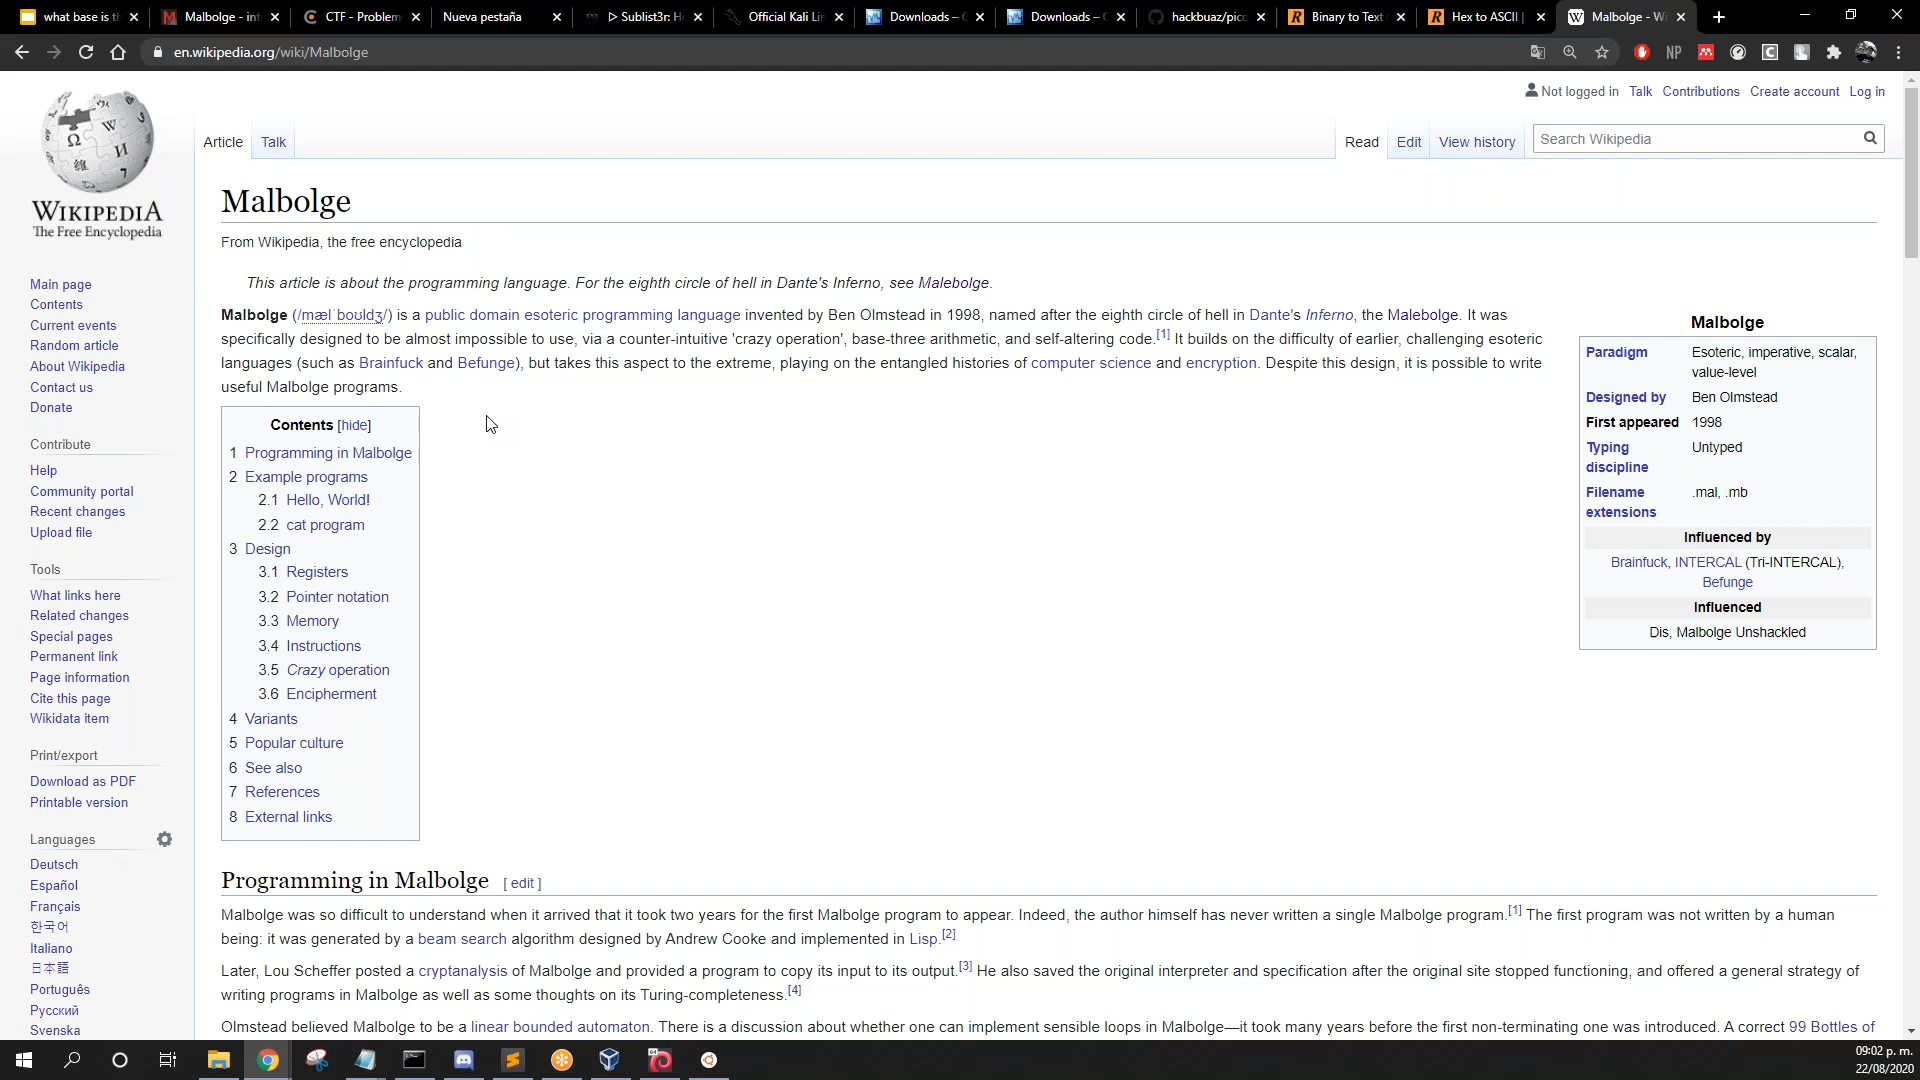 what base is th
Malbolge - int
CTF - Problem
Nueva pestaña
Sublist3r: H
Official Kali Lin
Downloads – 
Downloads – 
hackbuaz/pico
Binary to Text
Hex to ASCII |
Malbolge - Wi
en.wikipedia.org/wiki/Malbolge
Not logged in Talk Contributions Create account Log in
Article Talk
Read Edit View history Search Wikipedia
WIKIPEDIA
The Free Encyclopedia
Main page
Contents
Current events
Random article
About Wikipedia
Contact us
Donate
Contribute
Help
Community portal
Recent changes
Upload file
Tools
What links here
Related changes
Special pages
Permanent link
Page information
Cite this page
Wikidata item
Print/export
Download as PDF
Printable version
Languages
Deutsch
Español
Français
한국어
Italiano
日本語
Português
Русский
Svenska
Malbolge
From Wikipedia, the free encyclopedia
This article is about the programming language. For the eighth circle of hell in Dante's Inferno, see Malebolge.
Malbolge (/mælˈboʊldʒ/) is a public domain esoteric programming language invented by Ben Olmstead in 1998, named after the eighth circle of hell in Dante's Inferno, the Malebolge. It was
specifically designed to be almost impossible to use, via a counter-intuitive 'crazy operation', base-three arithmetic, and self-altering code.[1] It builds on the difficulty of earlier, challenging esoteric
languages (such as Brainfuck and Befunge), but takes this aspect to the extreme, playing on the entangled histories of computer science and encryption. Despite this design, it is possible to write
useful Malbolge programs.
Contents [hide]
1 Programming in Malbolge
2 Example programs
2.1 Hello, World!
2.2 cat program
3 Design
3.1 Registers
3.2 Pointer notation
3.3 Memory
3.4 Instructions
3.5 Crazy operation
3.6 Encipherment
4 Variants
5 Popular culture
6 See also
7 References
8 External links
Malbolge
Paradigm Esoteric, imperative, scalar,
value-level
Designed by Ben Olmstead
First appeared 1998
Typing Untyped
discipline
Filename .mal, .mb
extensions
Influenced by
Brainfuck, INTERCAL (Tri-INTERCAL),
Befunge
Influenced
Dis, Malbolge Unshackled
Programming in Malbolge [ edit ]
Malbolge was so difficult to understand when it arrived that it took two years for the first Malbolge program to appear. Indeed, the author himself has never written a single Malbolge program.[1] The first program was not written by a human
being: it was generated by a beam search algorithm designed by Andrew Cooke and implemented in Lisp.[2]
Later, Lou Scheffer posted a cryptanalysis of Malbolge and provided a program to copy its input to its output.[3] He also saved the original interpreter and specification after the original site stopped functioning, and offered a general strategy of
writing programs in Malbolge as well as some thoughts on its Turing-completeness.[4]
Olmstead believed Malbolge to be a linear bounded automaton. There is a discussion about whether one can implement sensible loops in Malbolge—it took many years before the first non-terminating one was introduced. A correct 99 Bottles of
09:02 p. m.
22/08/2020